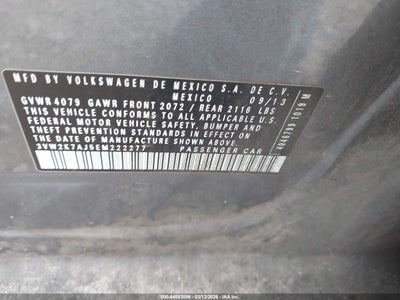 MFD BY VOLKSWAGEN DE MEXICO S.A. DE C.V.
MEXICO 09/13
GVWR 4079 GAWR FRONT 2072 / REAR 2116 LBS
THIS VEHICLE CONFORMS TO ALL APPLICABLE U.S.
FEDERAL MOTOR VEHICLE SAFETY, BUMPER AND
THEFT PREVENTION STANDARDS IN EFFECT ON THE
DATE OF MANUFACTURE SHOWN ABOVE.
3VW2K7AJ5EM222277 PASSENGER CAR
1019 M